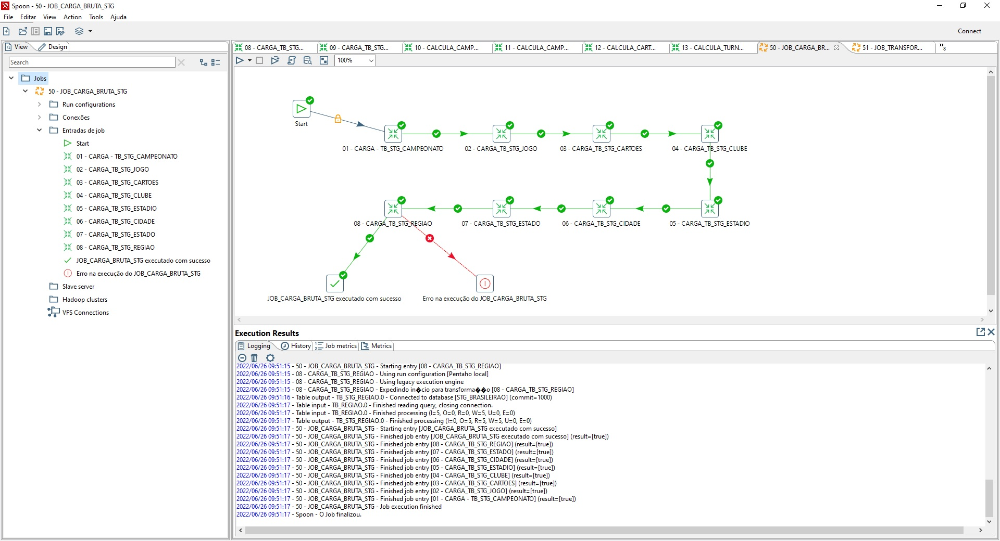 Spoon - 50 - JOB_CARGA_BRUTA_STG
File Editar View Action Tools Ajuda
Connect
View Design
08 - CARGA_TB_STG... 09 - CARGA_TB_STG... 10 - CALCULA_CAMP... 11 - CALCULA_CAMP... 12 - CALCULA_CART... 13 - CALCULA_TURN... 50 - JOB_CARGA_BR... 51 - JOB_TRANSFOR... »8
Search
100%
Jobs
50 - JOB_CARGA_BRUTA_STG
Run configurations
Conexões
Entradas de job
Start
01 - CARGA - TB_STG_CAMPEONATO
02 - CARGA_TB_STG_JOGO
03 - CARGA_TB_STG_CARTOES
04 - CARGA_TB_STG_CLUBE
05 - CARGA_TB_STG_ESTADIO
06 - CARGA_TB_STG_CIDADE
07 - CARGA_TB_STG_ESTADO
08 - CARGA_TB_STG_REGIAO
JOB_CARGA_BRUTA_STG executado com sucesso
Erro na execução do JOB_CARGA_BRUTA_STG
Slave server
Hadoop clusters
VFS Connections
Start
01 - CARGA - TB_STG_CAMPEONATO 02 - CARGA_TB_STG_JOGO 03 - CARGA_TB_STG_CARTOES 04 - CARGA_TB_STG_CLUBE
08 - CARGA_TB_STG_REGIAO 07 - CARGA_TB_STG_ESTADO 06 - CARGA_TB_STG_CIDADE 05 - CARGA_TB_STG_ESTADIO
JOB_CARGA_BRUTA_STG executado com sucesso Erro na execução do JOB_CARGA_BRUTA_STG
Execution Results
Logging History Job metrics Metrics
2022/06/26 09:51:15 - 50 - JOB_CARGA_BRUTA_STG - Starting entry [08 - CARGA_TB_STG_REGIAO]
2022/06/26 09:51:15 - 08 - CARGA_TB_STG_REGIAO - Using run configuration [Pentaho local]
2022/06/26 09:51:15 - 08 - CARGA_TB_STG_REGIAO - Using legacy execution engine
2022/06/26 09:51:15 - 08 - CARGA_TB_STG_REGIAO - Expedindo in�cio para transforma��o [08 - CARGA_TB_STG_REGIAO]
2022/06/26 09:51:16 - Table output - TB_STG_REGIAO.0 - Connected to database [STG_BRASILEIRAO] (commit=1000)
2022/06/26 09:51:17 - Table input - TB_REGIAO.0 - Finished reading query, closing connection.
2022/06/26 09:51:17 - Table input - TB_REGIAO.0 - Finished processing (I=5, O=0, R=0, W=5, U=0, E=0)
2022/06/26 09:51:17 - Table output - TB_STG_REGIAO.0 - Finished processing (I=0, O=5, R=5, W=5, U=0, E=0)
2022/06/26 09:51:17 - 50 - JOB_CARGA_BRUTA_STG - Starting entry [JOB_CARGA_BRUTA_STG executado com sucesso]
2022/06/26 09:51:17 - 50 - JOB_CARGA_BRUTA_STG - Finished job entry [JOB_CARGA_BRUTA_STG executado com sucesso] (result=[true])
2022/06/26 09:51:17 - 50 - JOB_CARGA_BRUTA_STG - Finished job entry [08 - CARGA_TB_STG_REGIAO] (result=[true])
2022/06/26 09:51:17 - 50 - JOB_CARGA_BRUTA_STG - Finished job entry [07 - CARGA_TB_STG_ESTADO] (result=[true])
2022/06/26 09:51:17 - 50 - JOB_CARGA_BRUTA_STG - Finished job entry [06 - CARGA_TB_STG_CIDADE] (result=[true])
2022/06/26 09:51:17 - 50 - JOB_CARGA_BRUTA_STG - Finished job entry [05 - CARGA_TB_STG_ESTADIO] (result=[true])
2022/06/26 09:51:17 - 50 - JOB_CARGA_BRUTA_STG - Finished job entry [04 - CARGA_TB_STG_CLUBE] (result=[true])
2022/06/26 09:51:17 - 50 - JOB_CARGA_BRUTA_STG - Finished job entry [03 - CARGA_TB_STG_CARTOES] (result=[true])
2022/06/26 09:51:17 - 50 - JOB_CARGA_BRUTA_STG - Finished job entry [02 - CARGA_TB_STG_JOGO] (result=[true])
2022/06/26 09:51:17 - 50 - JOB_CARGA_BRUTA_STG - Finished job entry [01 - CARGA - TB_STG_CAMPEONATO] (result=[true])
2022/06/26 09:51:17 - 50 - JOB_CARGA_BRUTA_STG - Job execution finished
2022/06/26 09:51:17 - Spoon - O Job finalizou.